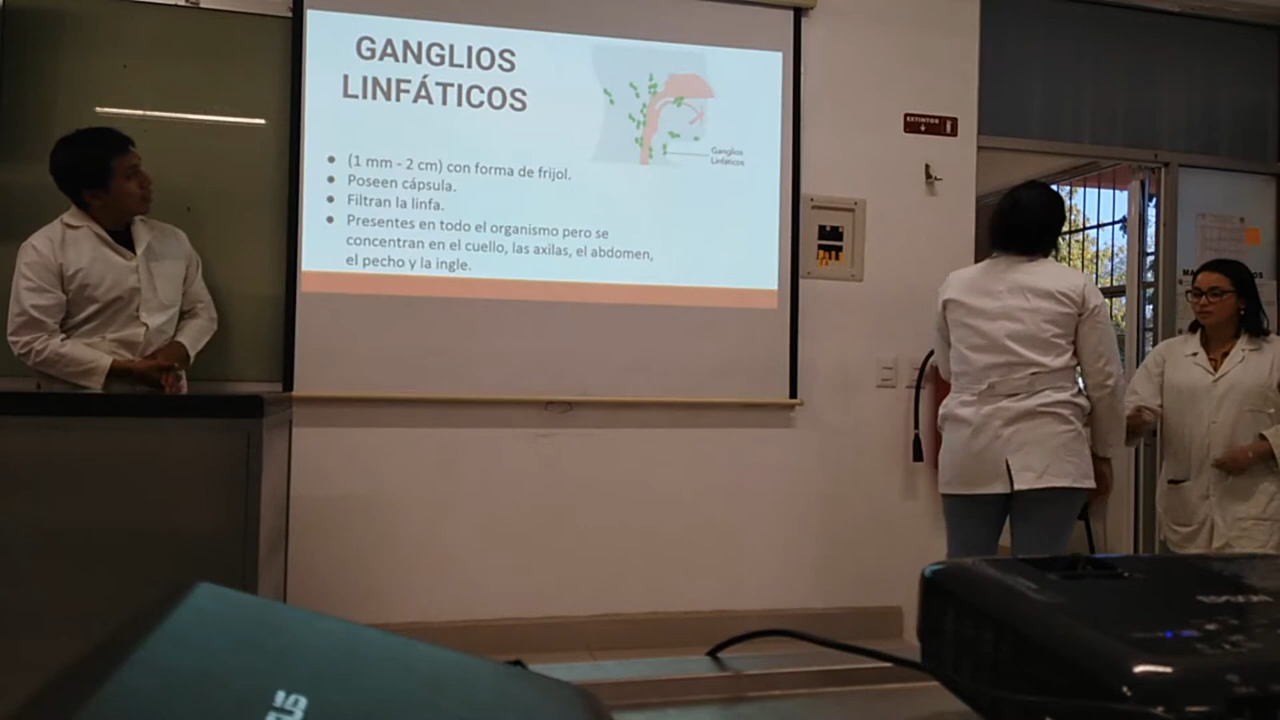 GANGLIOS
LINFÁTICOS
(1 mm - 2 cm) con forma de frijol.
Poseen cápsula.
Filtran la linfa.
Presentes en todo el organismo pero se
concentran en el cuello, las axilas, el abdomen,
el pecho y la ingle.
Ganglios
Linfáticos
EXTINTOR
EPSON